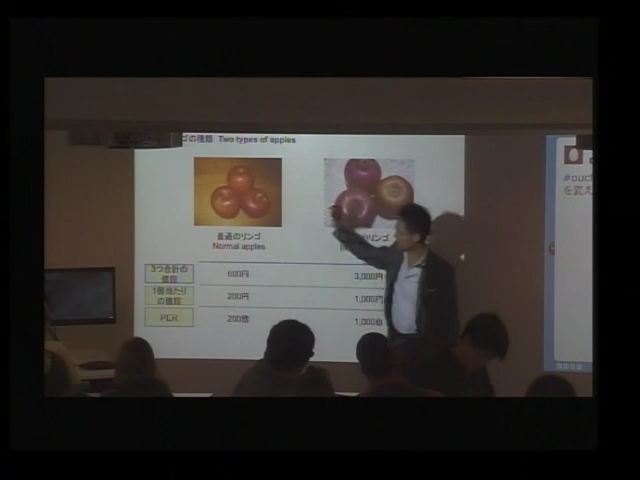 ゴの種類 Two types of apples
普通のリンゴ
Normal apples
リンゴ
3つ合計の
値段
600円
3,000円
1個当たり
の値段
200円
1,000円
PER
200倍
1,000倍
を変え